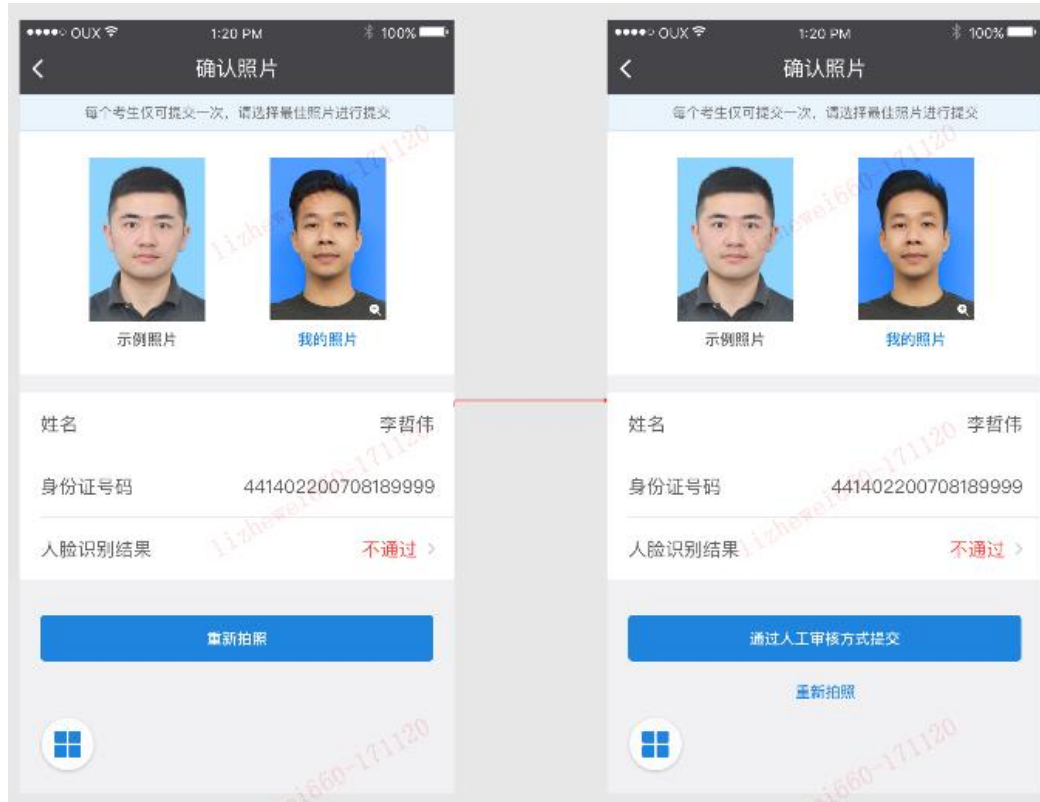 OUX 1:20 PM 100%
确认照片
每个考生仅可提交一次，请选择最佳照片进行提交
示例照片 我的照片
姓名 李哲伟
身份证号码 441402200708189999
人脸识别结果 不通过
重新拍照
OUX 1:20 PM 100%
确认照片
每个考生仅可提交一次，请选择最佳照片进行提交
示例照片 我的照片
姓名 李哲伟
身份证号码 441402200708189999
人脸识别结果 不通过
通过人工审核方式提交
重新拍照
lizhewei660-171120